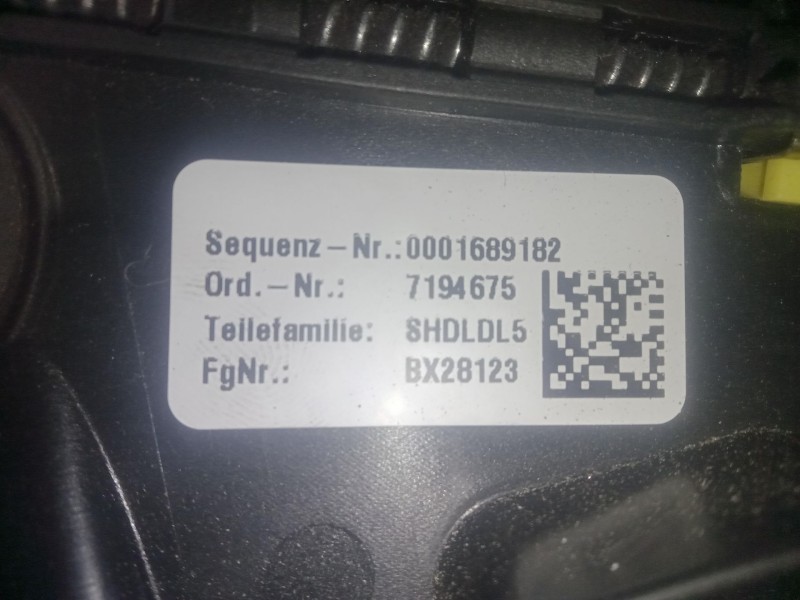 Sequenz-Nr.:0001689182
Ord.-Nr.: 7194675
Teilefamilie: SHDLDL5
FgNr.: BX28123